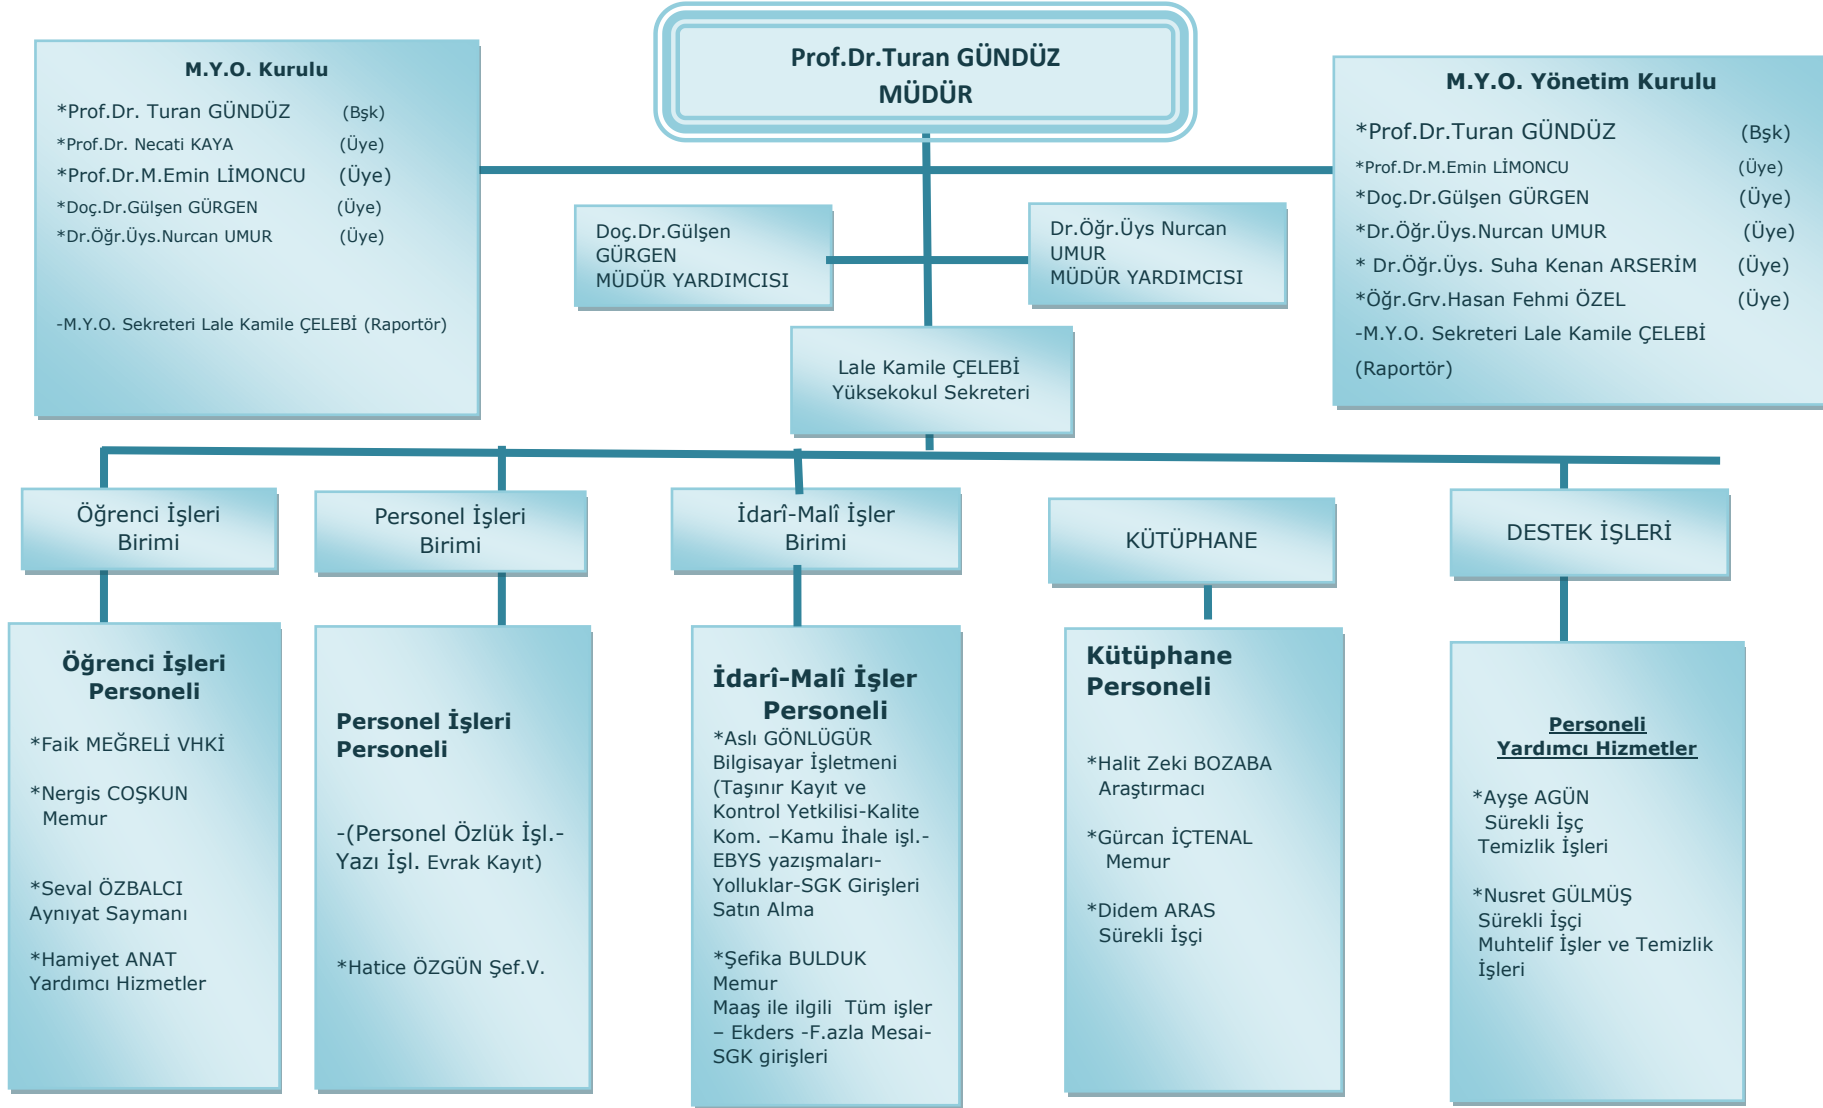 Prof.Dr.Turan GÜNDÜZ
MÜDÜR
M.Y.O. Kurulu
*Prof.Dr. Turan GÜNDÜZ (Bşk)
*Prof.Dr. Necati KAYA (Üye)
*Prof.Dr.M.Emin LİMONCU (Üye)
*Doç.Dr.Gülşen GÜRGEN (Üye)
*Dr.Öğr.Üys.Nurcan UMUR (Üye)
-M.Y.O. Sekreteri Lale Kamile ÇELEBİ (Raportör)
M.Y.O. Yönetim Kurulu
*Prof.Dr.Turan GÜNDÜZ (Bşk)
*Prof.Dr.M.Emin LİMONCU (Üye)
*Doç.Dr.Gülşen GÜRGEN (Üye)
*Dr.Öğr.Üys.Nurcan UMUR (Üye)
* Dr.Öğr.Üys. Suha Kenan ARSERİM (Üye)
*Öğr.Grv.Hasan Fehmi ÖZEL (Üye)
-M.Y.O. Sekreteri Lale Kamile ÇELEBİ
(Raportör)
Doç.Dr.Gülşen
GÜRGEN
MÜDÜR YARDIMCISI
Dr.Öğr.Üys Nurcan
UMUR
MÜDÜR YARDIMCISI
Lale Kamile ÇELEBİ
Yüksekokul Sekreteri
Öğrenci İşleri
Birimi
Personel İşleri
Birimi
İdarî-Malî İşler
Birimi
KÜTÜPHANE
DESTEK İŞLERİ
Öğrenci İşleri
Personeli
*Faik MEĞRELİ VHKİ
*Nergis COŞKUN
Memur
*Seval ÖZBALCI
Aynıyat Saymanı
*Hamiyet ANAT
Yardımcı Hizmetler
Personel İşleri
Personeli
-(Personel Özlük İşl.-
Yazı İşl. Evrak Kayıt)
*Hatice ÖZGÜN Şef.V.
İdarî-Malî İşler
Personeli
*Aslı GÖNLÜGÜR
Bilgisayar İşletmeni
(Taşınır Kayıt ve
Kontrol Yetkilisi-Kalite
Kom. –Kamu İhale işl.-
EBYS yazışmaları-
Yolluklar-SGK Girişleri
Satın Alma
*Şefika BULDUK
Memur
Maaş ile ilgili  Tüm işler
– Ekders -F.azla Mesai-
SGK girişleri
Kütüphane
Personeli
*Halit Zeki BOZABA
Araştırmacı
*Gürcan İÇTENAL
Memur
*Didem ARAS
Sürekli İşçi
Personeli
Yardımcı Hizmetler
*Ayşe AGÜN
Sürekli İşç
Temizlik İşleri
*Nusret GÜLMÜŞ
Sürekli İşçi
Muhtelif İşler ve Temizlik
İşleri